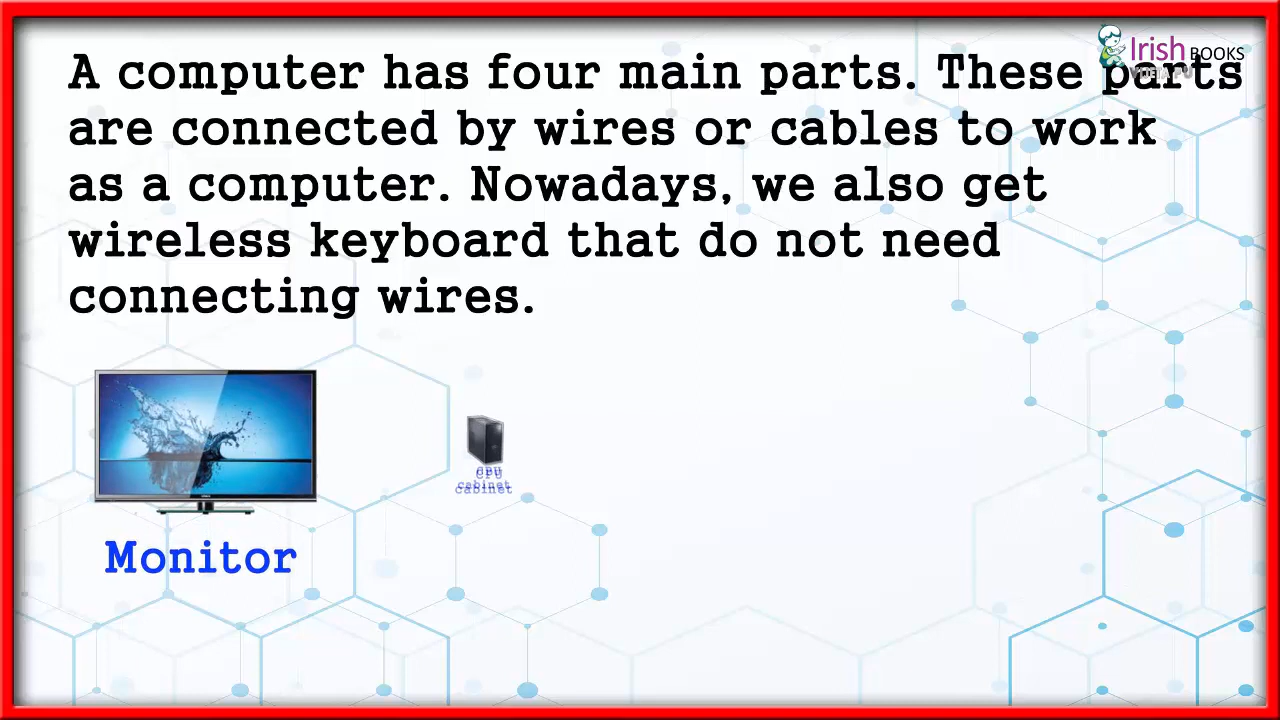 Irish BOOKS
A computer has four main parts. These parts
are connected by wires or cables to work
as a computer. Nowadays, we also get
wireless keyboard that do not need
connecting wires.
CPU
cabinet
Monitor